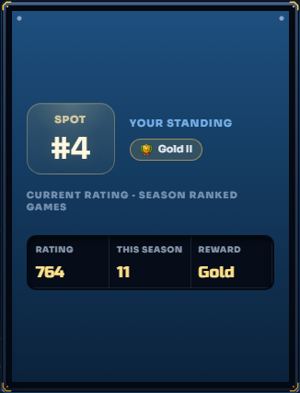 SPOT
#4
YOUR STANDING
Gold II
CURRENT RATING - SEASON RANKED
GAMES
RATING THIS SEASON REWARD
764 11 Gold